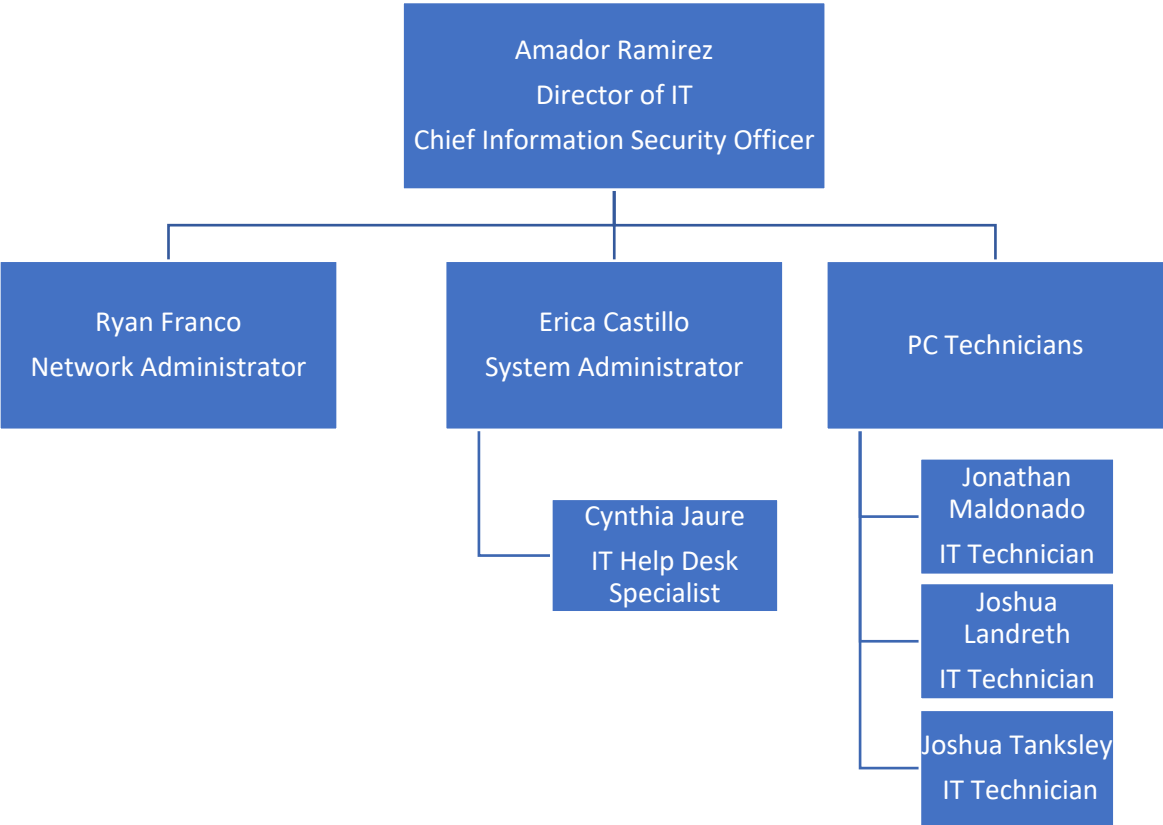 Amador Ramirez
Director of IT
Chief Information Security Officer
Ryan Franco
Network Administrator
Erica Castillo
System Administrator
PC Technicians
Cynthia Jaure
IT Help Desk
Specialist
Jonathan
Maldonado
IT Technician
Joshua
Landreth
IT Technician
Joshua Tanksley
IT Technician